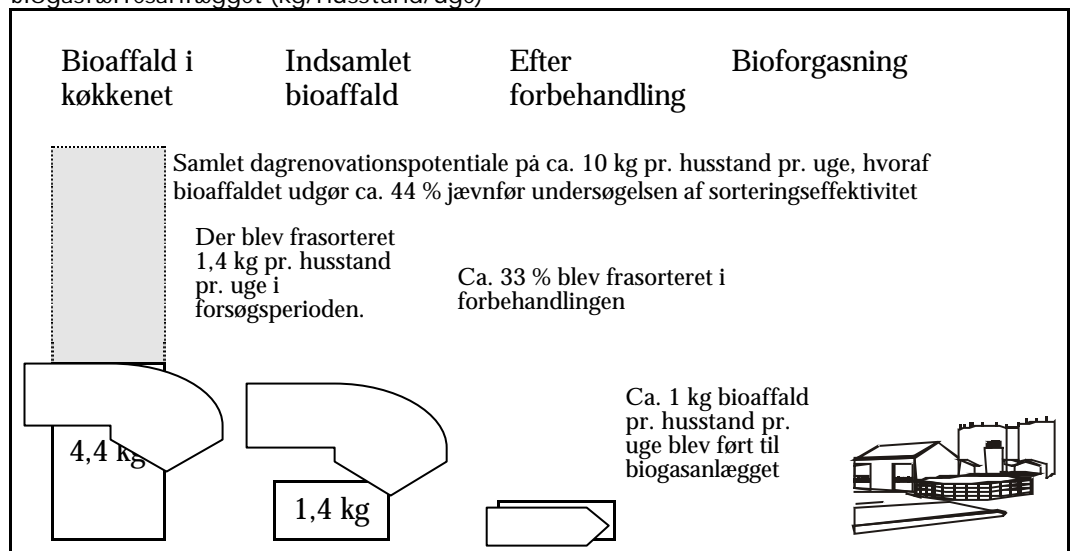 biogasfællesanlægget (kg/husstand/uge)
Bioaffald i
køkkenet
Indsamlet
bioaffald
Efter
forbehandling
Bioforgasning
Samlet dagrenovationspotentiale på ca. 10 kg pr. husstand pr. uge, hvoraf
bioaffaldet udgør ca. 44 % jævnfør undersøgelsen af sorteringseffektivitet
Der blev frasorteret
1,4 kg pr. husstand
pr. uge i
forsøgsperioden.
Ca. 33 % blev frasorteret i
forbehandlingen
Ca. 1 kg bioaffald
pr. husstand pr.
uge blev ført til
biogasanlægget
4,4 kg
1,4 kg